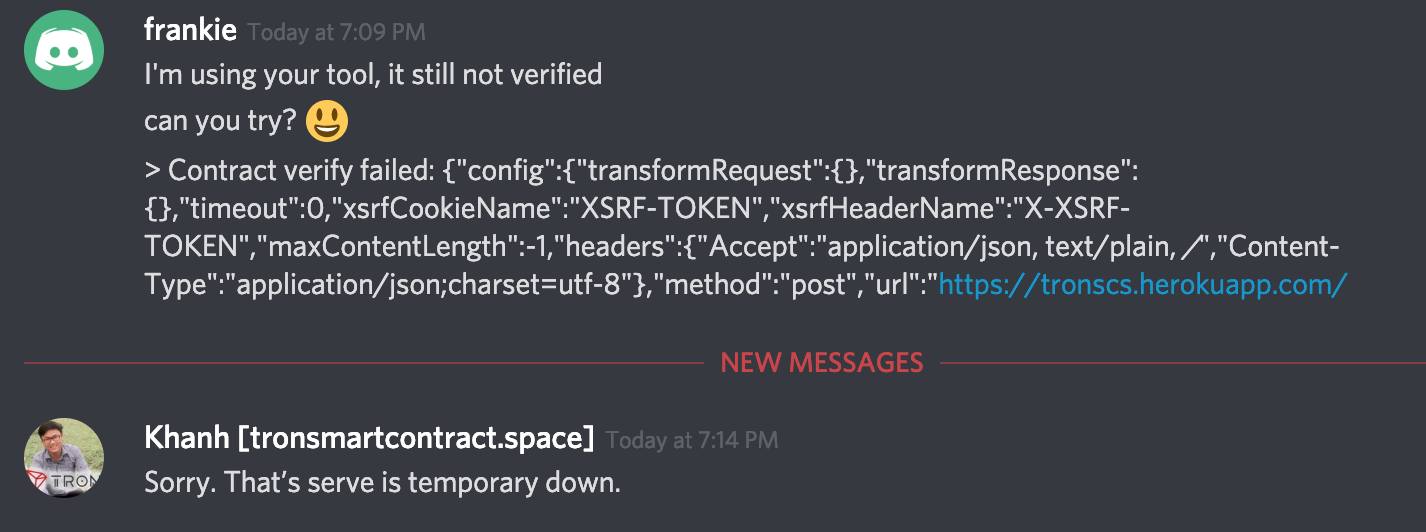 frankie Today at 7:09 PM
I'm using your tool, it still not verified
can you try?
> Contract verify failed: {"config":{"transformRequest":{},"transformResponse":
{},"timeout":0,"xsrfCookieName":"XSRF-TOKEN","xsrfHeaderName":"X-XSRF-
TOKEN","maxContentLength":-1,"headers":{"Accept":"application/json, text/plain, /","Content-
Type":"application/json;charset=utf-8"},"method":"post","url":"https://tronscs.herokuapp.com/
NEW MESSAGES
Khanh [tronsmartcontract.space] Today at 7:14 PM
TRON
Sorry. That’s serve is temporary down.